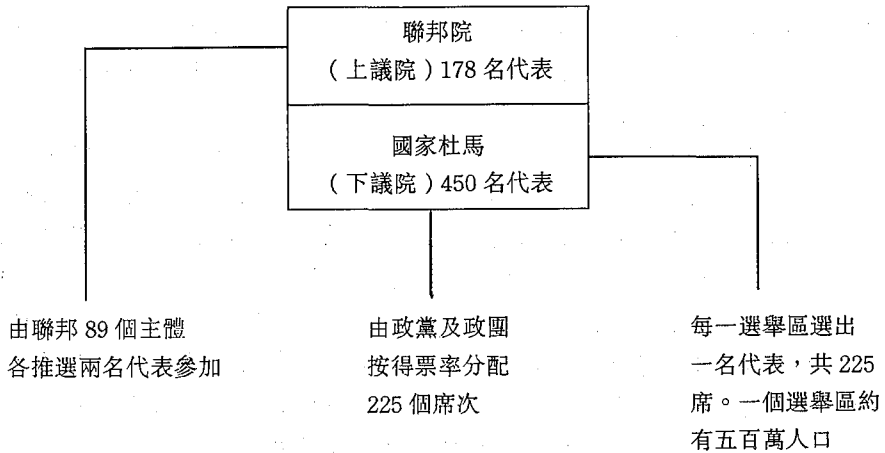 聯邦院
(上議院)178 名代表
國家杜馬
(下議院)450 名代表
由聯邦 89 個主體
各推選兩名代表參加
由政黨及政團
按得票率分配
225 個席次
每一選舉區選出
一名代表，共 225
席。一個選舉區約
有五百萬人口